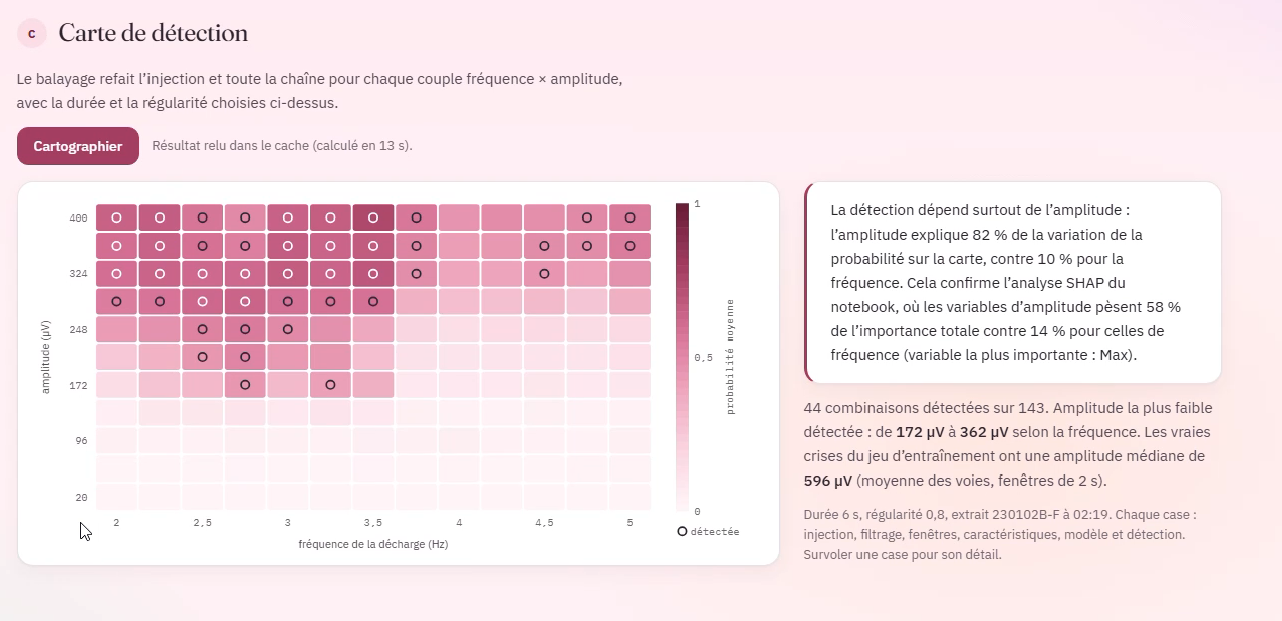 C Carte de détection
Le balayage refait l’injection et toute la chaîne pour chaque couple fréquence × amplitude,
avec la durée et la régularité choisies ci-dessus.
Cartographier Résultat relu dans le cache (calculé en 13 s).
400
324
248
172
96
20
amplitude (µV)
2 2,5 3 3,5 4 4,5 5
fréquence de la décharge (Hz)
1
0,5
0
probabilité moyenne
détectée
La détection dépend surtout de l’amplitude :
l’amplitude explique 82 % de la variation de la
probabilité sur la carte, contre 10 % pour la
fréquence. Cela confirme l’analyse SHAP du
notebook, où les variables d’amplitude pèsent 58 %
de l’importance totale contre 14 % pour celles de
fréquence (variable la plus importante : Max).
44 combinaisons détectées sur 143. Amplitude la plus faible
détectée : de 172 µV à 362 µV selon la fréquence. Les vraies
crises du jeu d’entraînement ont une amplitude médiane de
596 µV (moyenne des voies, fenêtres de 2 s).
Durée 6 s, régularité 0,8, extrait 230102B-F à 02:19. Chaque case :
injection, filtrage, fenêtres, caractéristiques, modèle et détection.
Survoler une case pour son détail.